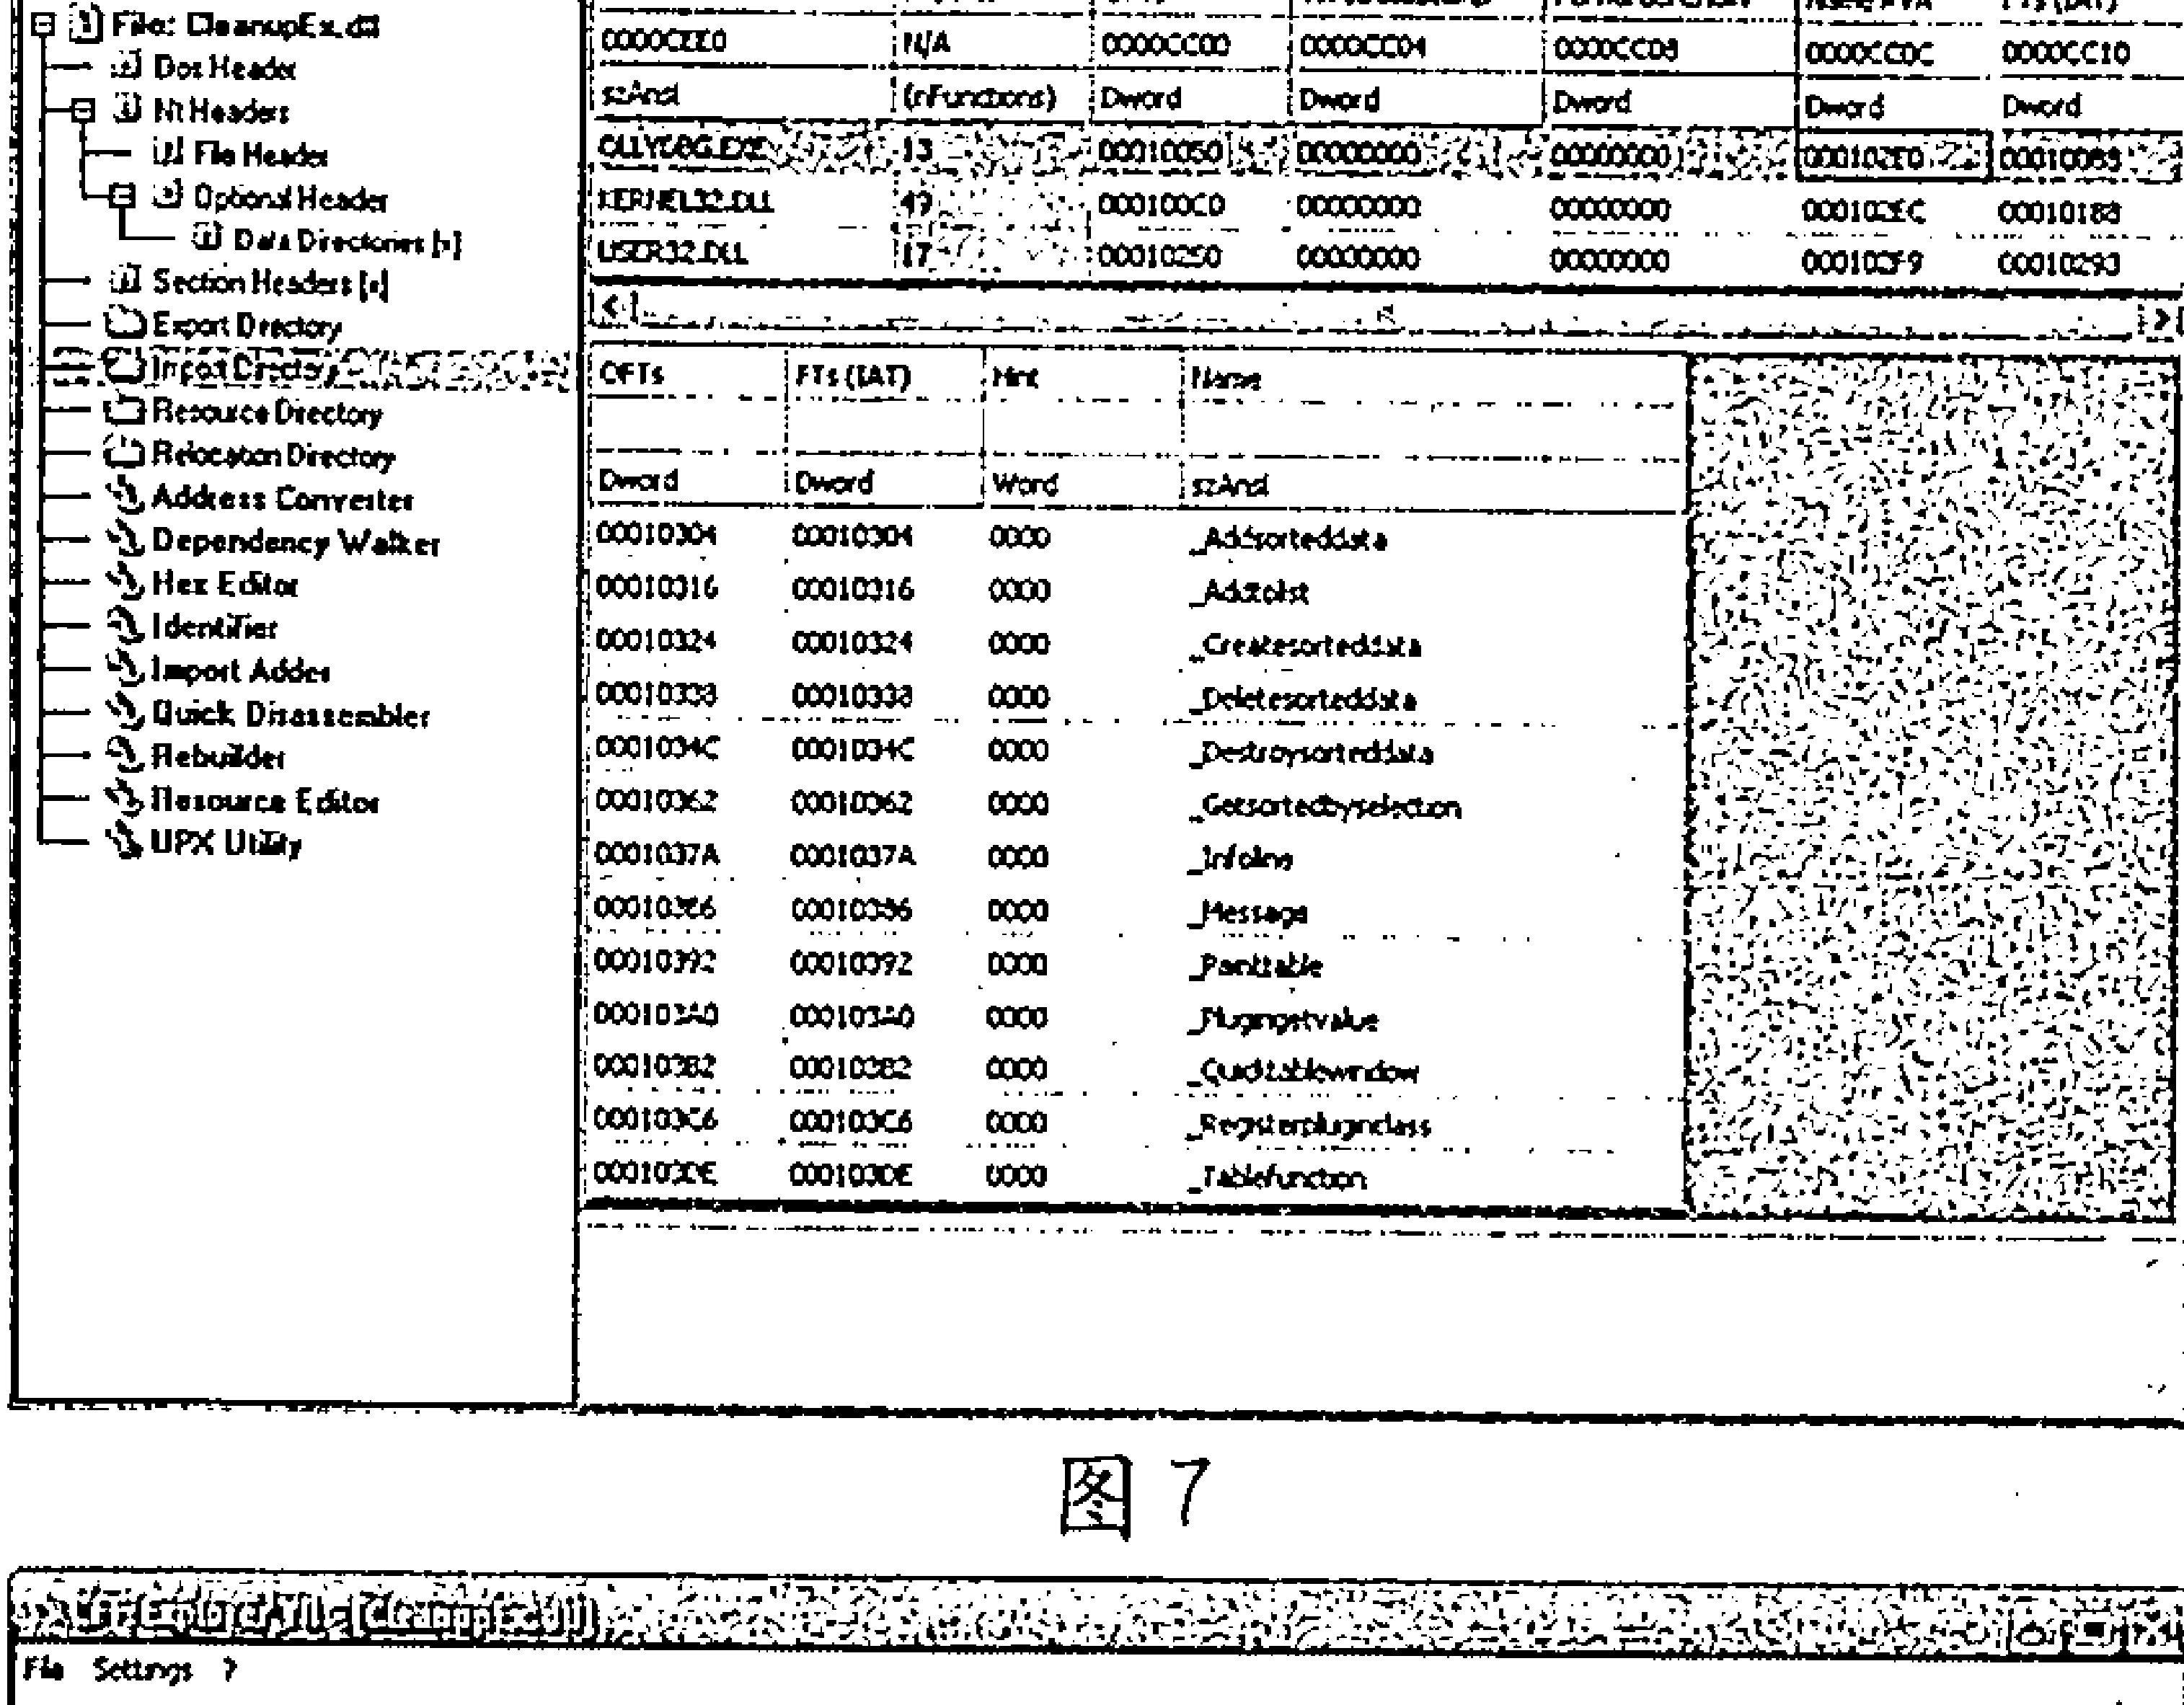 File: CleanupEx.dll
Dos Header
Nt Headers
File Header
Optional Header
Data Directories [x]
Section Headers [x]
Export Directory
Import Directory
Resource Directory
Relocation Directory
Address Converter
Dependency Walker
Hex Editor
Identifier
Import Adder
Quick Disassembler
Rebuilder
Resource Editor
UPX Utility
N/A 0000CC00 0000CC04 0000CC08 0000CC0C 0000CC10
szAnsi (nFunctions) Dword Dword Dword Dword Dword
OLLYDBG.EXE 13 00000000 00000000
KERNEL32.DLL 49 000100C0 00000000 00000000 000102EC 00010188
USER32.DLL 17 00010250 00000000 00000000 000102F9 00010293
OFTs FTs (IAT) Hint Name
Dword Dword Word szAnsi
00010304 00010304 0000 _Addsorteddata
00010316 00010316 0000 _Addtolist
00010324 00010324 0000 _Createsorteddata
00010338 00010338 0000 _Deletesorteddata
0001034C 0001034C 0000 _Destroysorteddata
00010362 00010362 0000 _Getsortedbyselection
0001037A 0001037A 0000 _Infoline
00010386 00010386 0000 _Message
00010392 00010392 0000 _Painttable
000103A0 000103A0 0000 _Plugingetvalue
000103B2 000103B2 0000 _Quicktablewindow
000103C6 000103C6 0000 _Registerpluginclass
000103DE 000103DE 0000 _Tablefunction
图 7
CFF Explorer VII - [CleanupEx.dll]
File Settings ?